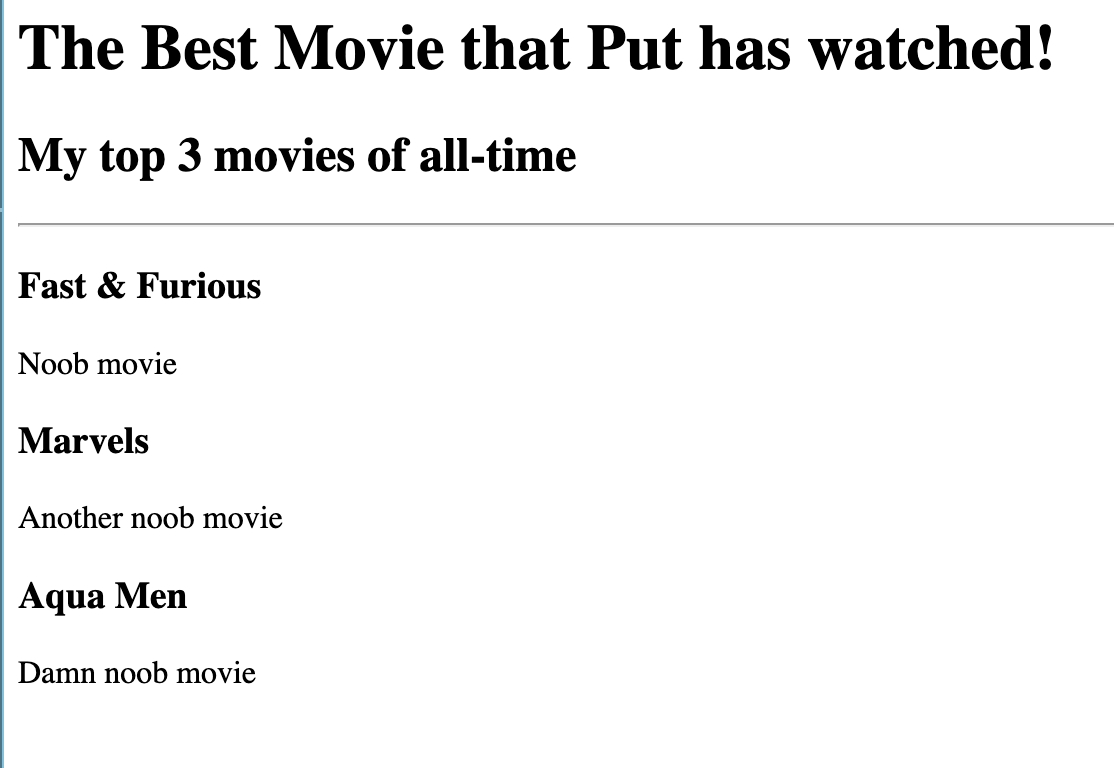 The Best Movie that Put has watched!
My top 3 movies of all-time
Fast & Furious
Noob movie
Marvels
Another noob movie
Aqua Men
Damn noob movie